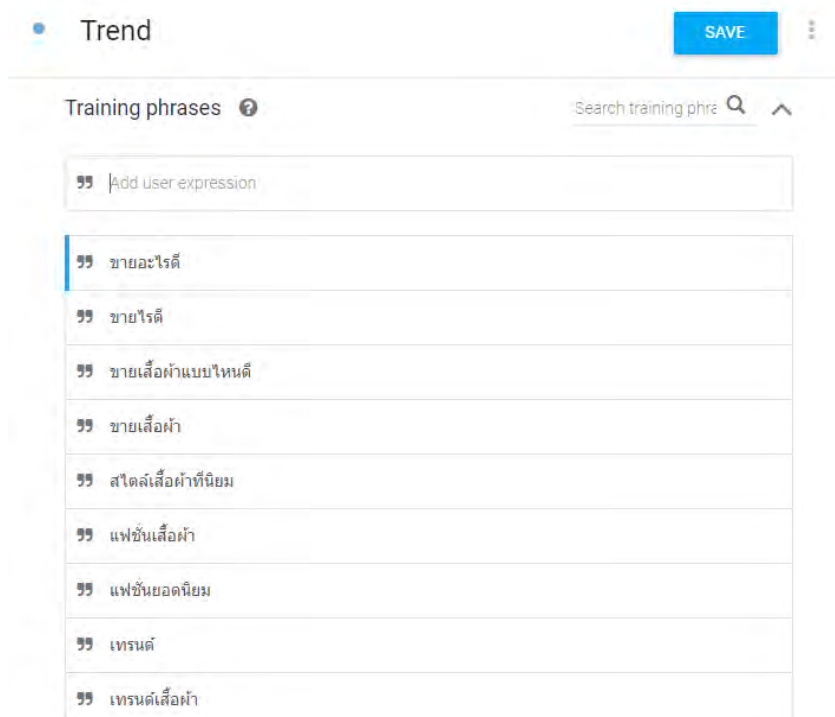 Trend
SAVE
Training phrases
Search training phra
Add user expression
ขายอะไรดี
ขายไรดี
ขายเสื้อผ้าแบบไหนดี
ขายเสื้อผ้า
สไตล์เสื้อผ้าที่นิยม
แฟชั่นเสื้อผ้า
แฟชั่นยอดนิยม
เทรนด์
เทรนด์เสื้อผ้า